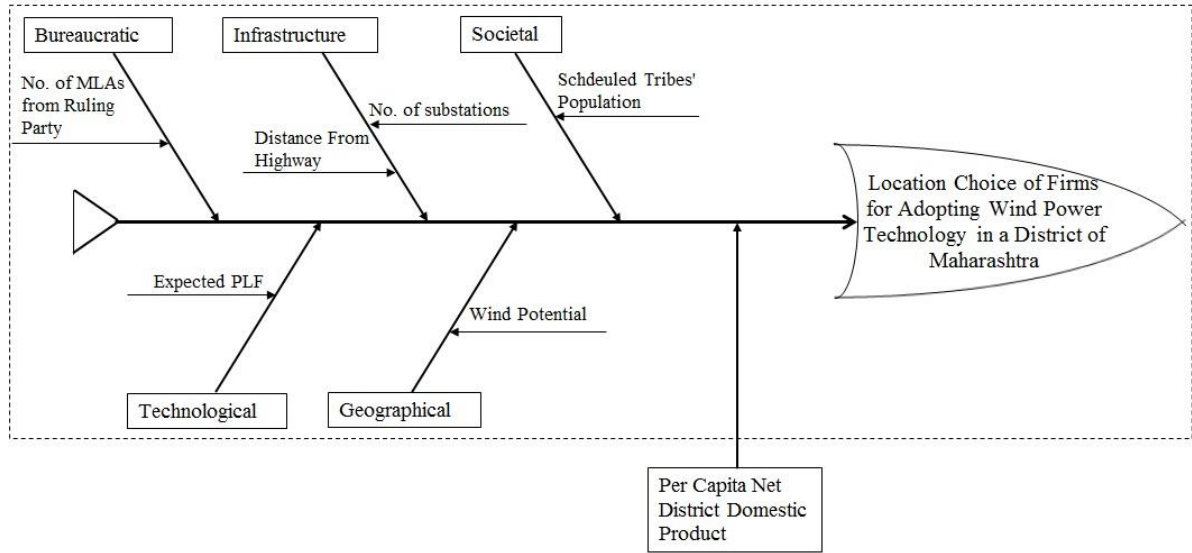 Bureaucratic
Infrastructure
Societal
No. of MLAs
from Ruling
Party
No. of substations
Distance From
Highway
Schdeuled Tribes'
Population
Location Choice of Firms
for Adopting Wind Power
Technology in a District of
Maharashtra
Expected PLF
Wind Potential
Technological
Geographical
Per Capita Net
District Domestic
Product